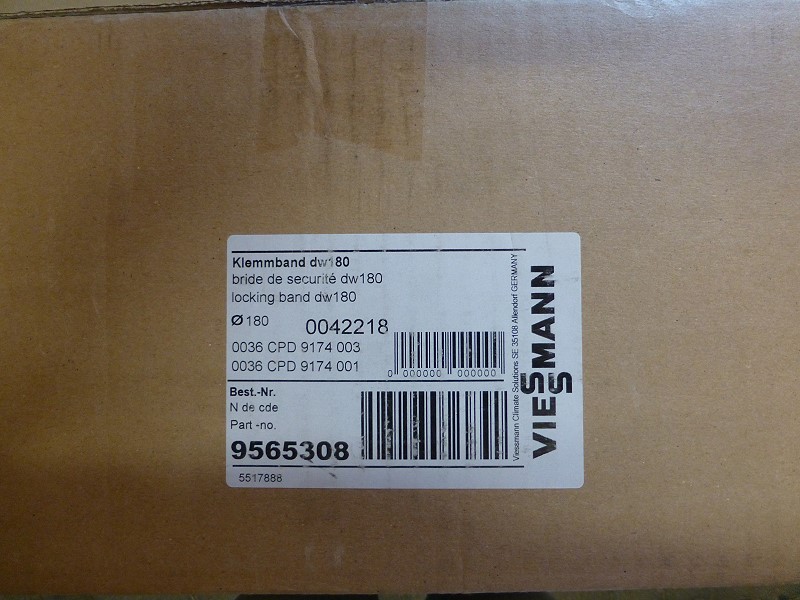 Klemmband dw180
bride de securité dw180
locking band dw180
Ø 180
0042218
0036 CPD 9174 003
0036 CPD 9174 001
0 000000 000000
Best.-Nr.
N de cde
Part -no.
9565308
5517888
Viessmann Climate Solutions SE 35108 Allendorf GERMANY
VIESSMANN